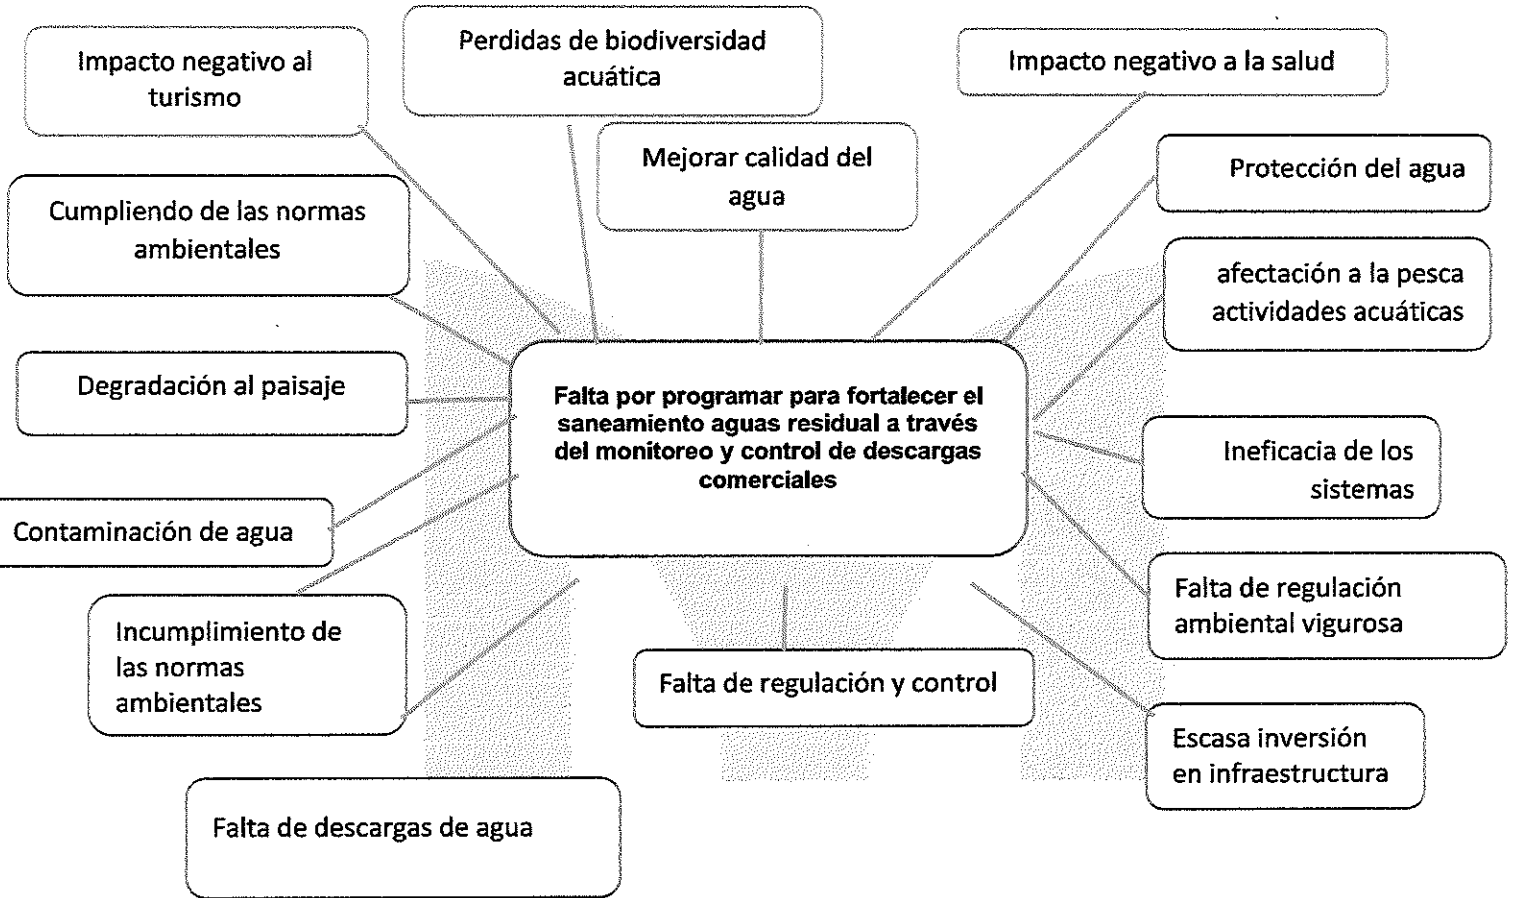 Impacto negativo al
turismo
Perdidas de biodiversidad
acuática
Impacto negativo a la salud
Mejorar calidad del
agua
Protección del agua
Cumpliendo de las normas
ambientales
afectación a la pesca
actividades acuáticas
Degradación al paisaje
Falta por programar para fortalecer el
saneamiento aguas residual a través
del monitoreo y control de descargas
comerciales
Ineficacia de los
sistemas
Contaminación de agua
Falta de regulación
ambiental vigurosa
Incumplimiento de
las normas
ambientales
Falta de regulación y control
Escasa inversión
en infraestructura
Falta de descargas de agua